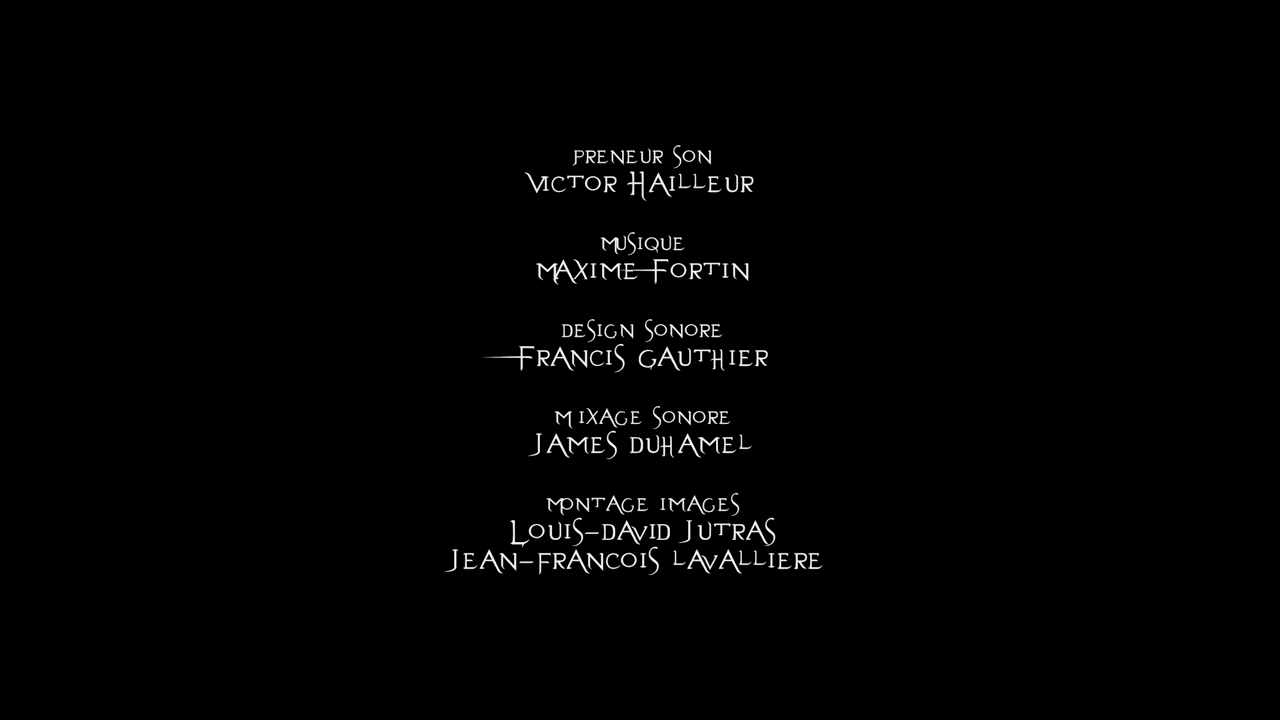 PRENEUR SON
VICTOR HAILLEUR
MUSIQUE
MAXIME FORTIN
DESIGN SONORE
FRANCIS GAUTHIER
MIXAGE SONORE
JAMES DUHAMEL
MONTAGE IMAGES
LOUIS-DAVID JUTRAS
JEAN-FRANCOIS LAVALLIERE